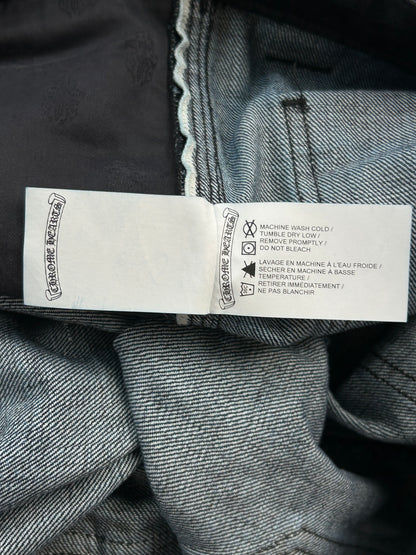 CHROME HEARTS
CHROME HEARTS
MACHINE WASH COLD /
TUMBLE DRY LOW /
REMOVE PROMPTLY /
DO NOT BLEACH
LAVAGE EN MACHINE À L'EAU FROIDE /
SECHER EN MACHINE À BASSE
TEMPERATURE /
RETIRER IMMÉDIATEMENT /
NE PAS BLANCHIR